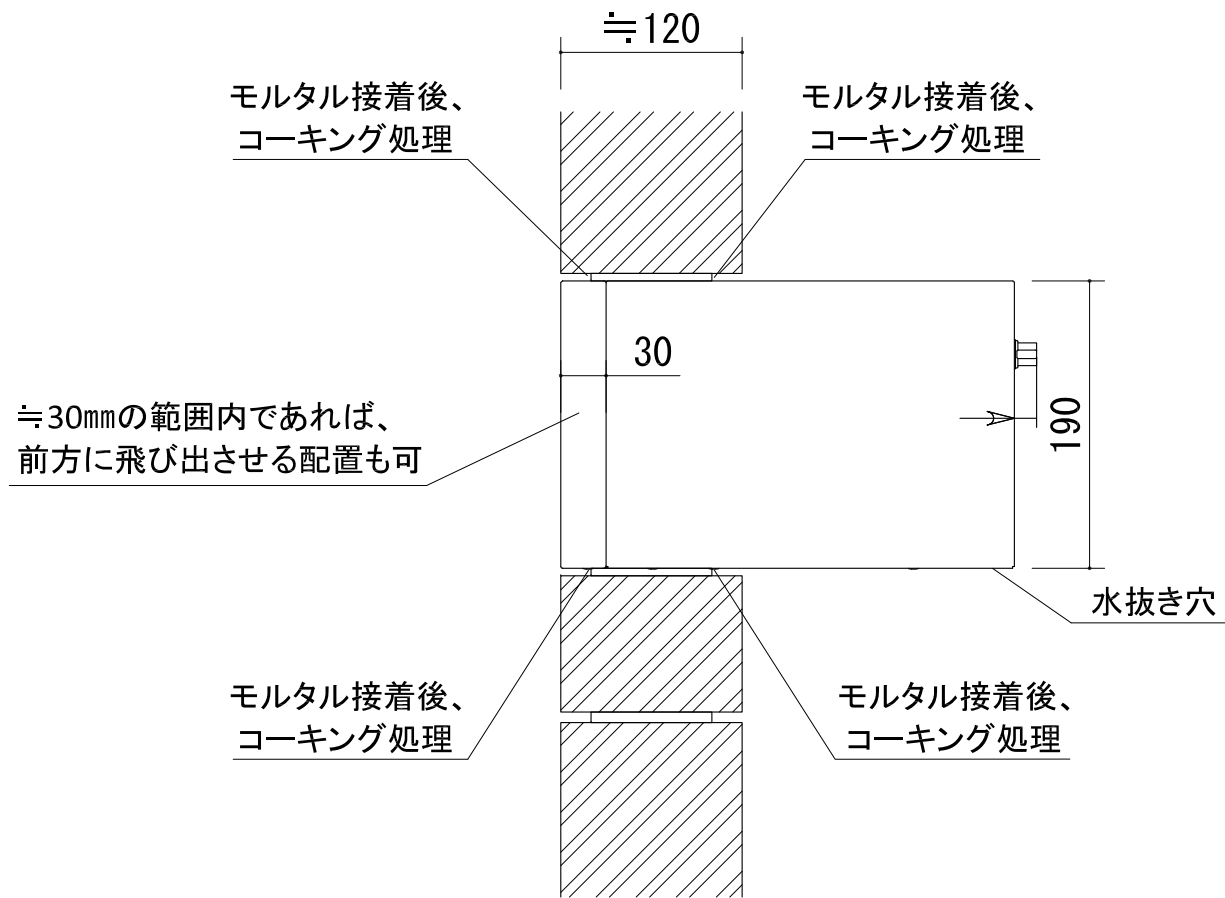 ≒120
モルタル接着後、
コーキング処理
モルタル接着後、
コーキング処理
30
≒30㎜の範囲内であれば、
前方に飛び出させる配置も可
190
水抜き穴
モルタル接着後、
コーキング処理
モルタル接着後、
コーキング処理